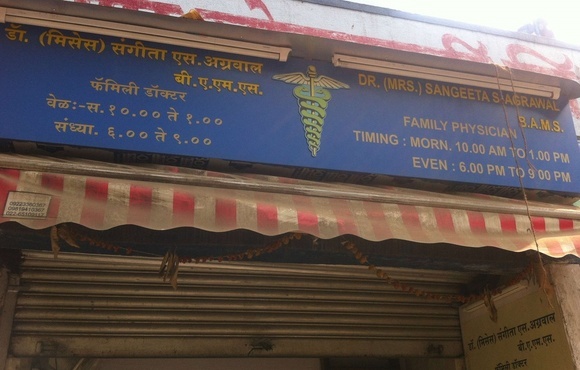 डॉ. (मिसेस) संगीता एस.अग्रवाल
बी.ए.एम.एस.
फॅमिली डॉक्टर
वेळ:-स.१०.०० ते १.००
संध्या. ६.०० ते ९.००
DR. (MRS.) SANGEETA S. AGRAWAL
B.A.M.S.
FAMILY PHYSICIAN
TIMING : MORN. 10.00 AM TO 1.00 PM
EVEN : 6.00 PM TO 9.00 PM
डॉ. (मिसेस) संगीता एस.अग्रवाल
बी.ए.एम.एस.
फॅमिली डॉक्टर